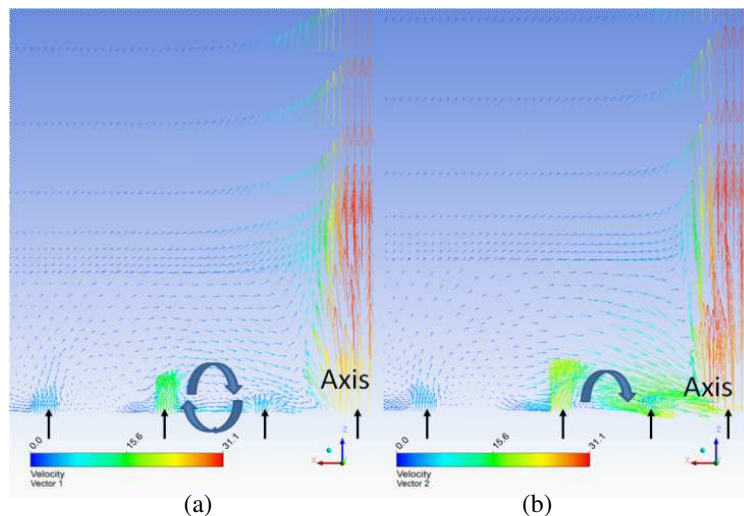 Axis
0.0
15.6
31.1
Velocity
Vector 1
X
Z
(a)
Axis
0.0
15.6
31.1
Velocity
Vector 2
X
Z
(b)